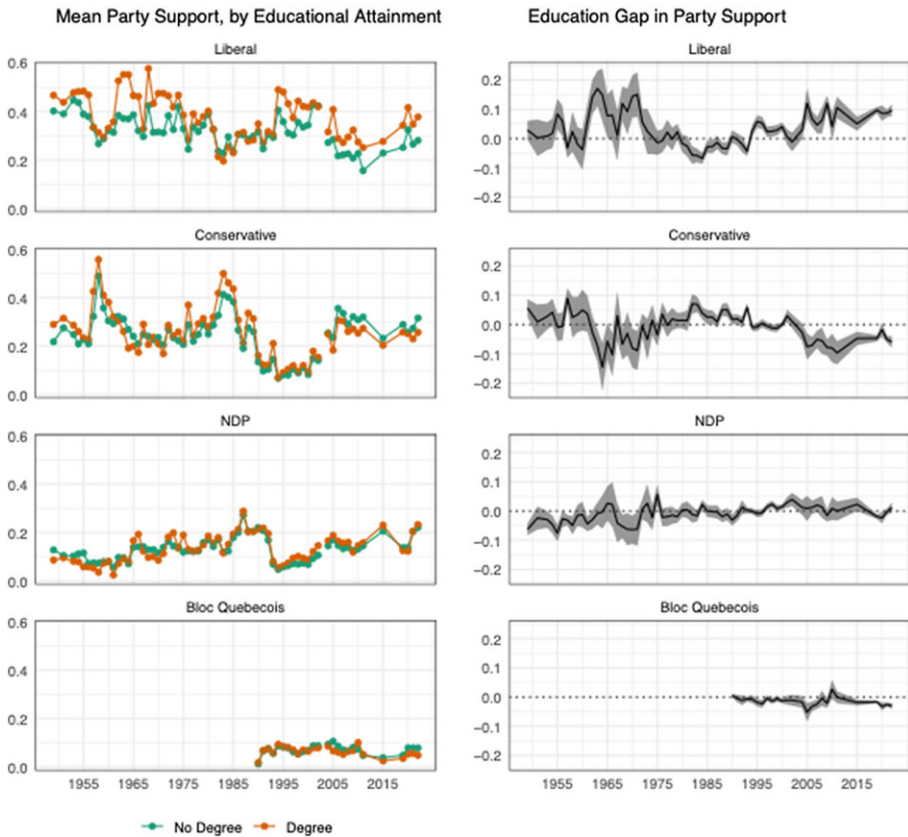 Mean Party Support, by Educational Attainment
Education Gap in Party Support
Liberal
0.6
0.4
0.2
0.0
Liberal
0.2
0.1
0.0
−0.1
−0.2
Conservative
0.6
0.4
0.2
0.0
Conservative
0.2
0.1
0.0
−0.1
−0.2
NDP
0.6
0.4
0.2
0.0
NDP
0.2
0.1
0.0
−0.1
−0.2
Bloc Quebecois
0.6
0.4
0.2
0.0
Bloc Quebecois
0.2
0.1
0.0
−0.1
−0.2
1955 1965 1975 1985 1995 2005 2015
1955 1965 1975 1985 1995 2005 2015
No Degree Degree